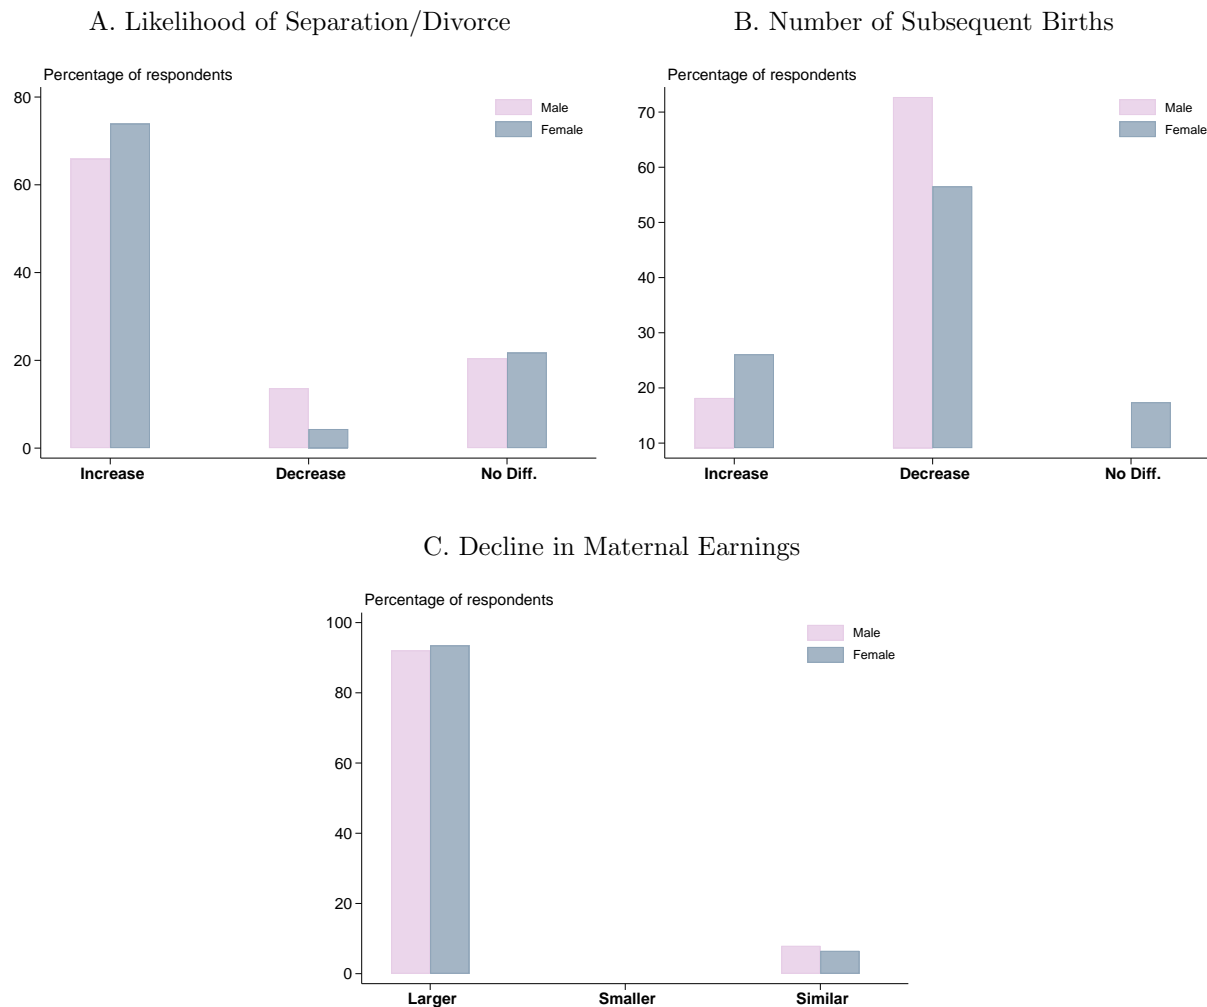 A. Likelihood of Separation/Divorce
Percentage of respondents
80
60
40
20
0
Male
Female
Increase Decrease No Diff.
B. Number of Subsequent Births
Percentage of respondents
70
60
50
40
30
20
10
Male
Female
Increase Decrease No Diff.
C. Decline in Maternal Earnings
Percentage of respondents
100
80
60
40
20
0
Male
Female
Larger Smaller Similar